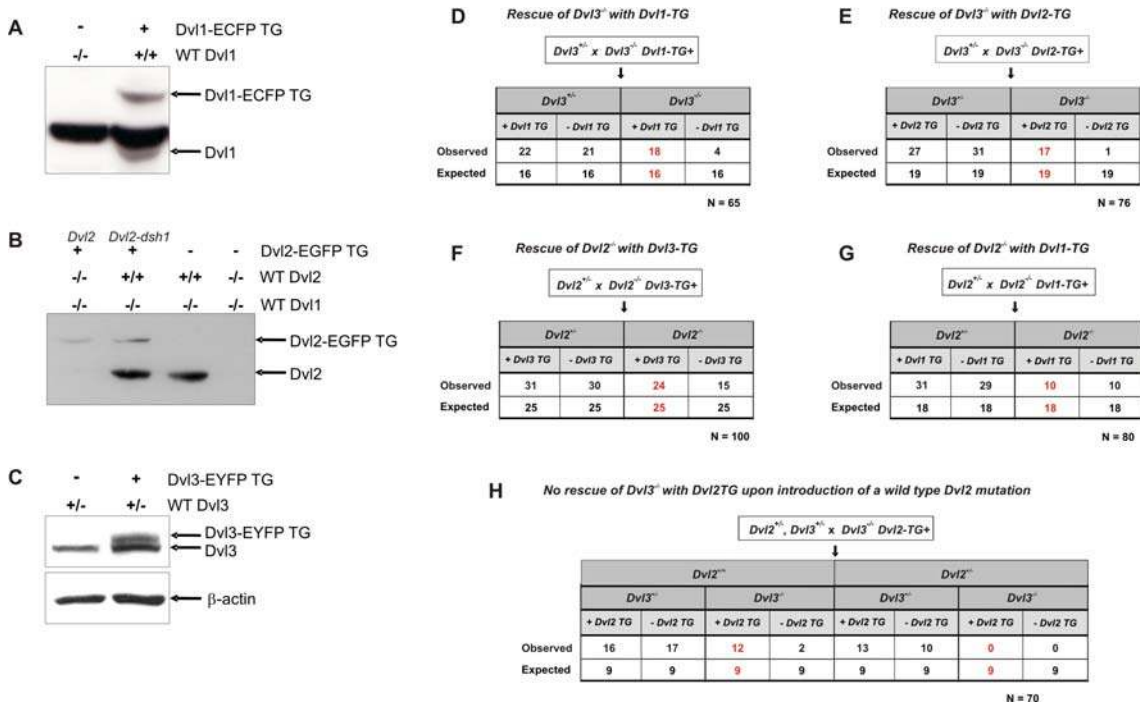 A
- + Dvl1-ECFP TG
-/- +/+ WT Dvl1
Dvl1-ECFP TG
Dvl1
B
Dvl2 Dvl2-dsh1
+ + - - Dvl2-EGFP TG
-/- +/+ +/+ -/- WT Dvl2
-/- -/- -/- -/- WT Dvl1
Dvl2-EGFP TG
Dvl2
C
- + Dvl3-EYFP TG
+/- +/- WT Dvl3
Dvl3-EYFP TG
Dvl3
β-actin
D Rescue of Dvl3-/- with Dvl1-TG
Dvl3+/- x Dvl3-/- Dvl1-TG+
Dvl3+/- Dvl3-/-
+ Dvl1 TG - Dvl1 TG + Dvl1 TG - Dvl1 TG
Observed 22 21 18 4
Expected 16 16 16 16
N = 65
E Rescue of Dvl3-/- with Dvl2-TG
Dvl3+/- x Dvl3-/- Dvl2-TG+
Dvl3+/- Dvl3-/-
+ Dvl2 TG - Dvl2 TG + Dvl2 TG - Dvl2 TG
Observed 27 31 17 1
Expected 19 19 19 19
N = 76
F Rescue of Dvl2-/- with Dvl3-TG
Dvl2+/- x Dvl2-/- Dvl3-TG+
Dvl2+/- Dvl2-/-
+ Dvl3 TG - Dvl3 TG + Dvl3 TG - Dvl3 TG
Observed 31 30 24 15
Expected 25 25 25 25
N = 100
G Rescue of Dvl2-/- with Dvl1-TG
Dvl2+/- x Dvl2-/- Dvl1-TG+
Dvl2+/- Dvl2-/-
+ Dvl1 TG - Dvl1 TG + Dvl1 TG - Dvl1 TG
Observed 31 29 10 10
Expected 18 18 18 18
N = 80
H No rescue of Dvl3-/- with Dvl2TG upon introduction of a wild type Dvl2 mutation
Dvl2+/-, Dvl3+/- x Dvl3-/- Dvl2-TG+
Dvl2+/+ Dvl2+/-
Dvl3+/- Dvl3-/- Dvl3+/- Dvl3-/-
+ Dvl2 TG - Dvl2 TG + Dvl2 TG - Dvl2 TG + Dvl2 TG - Dvl2 TG + Dvl2 TG - Dvl2 TG
Observed 16 17 12 2 13 10 0 0
Expected 9 9 9 9 9 9 9 9
N = 70